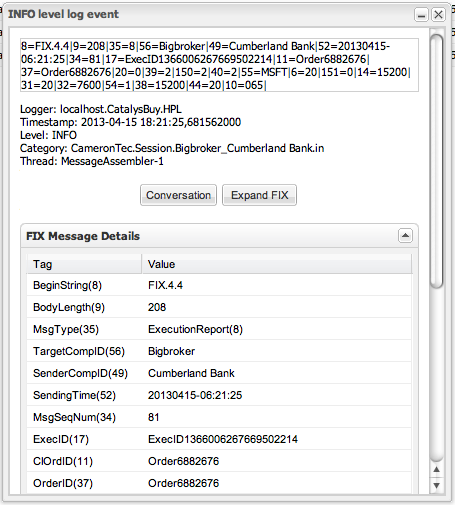 INFO level log event
8=FIX.4.4|9=208|35=8|56=Bigbroker|49=Cumberland Bank|52=20130415-
06:21:25|34=81|17=ExecID1366006267669502214|11=Order6882676|
37=Order6882676|20=0|39=2|150=2|40=2|55=MSFT|6=20|151=0|14=15200|
31=20|32=7600|54=1|38=15200|44=20|10=065|
Logger: localhost.CatalysBuy.HPL
Timestamp: 2013-04-15 18:21:25,681562000
Level: INFO
Category: CameronTec.Session.Bigbroker_Cumberland Bank.in
Thread: MessageAssembler-1
Conversation Expand FIX
FIX Message Details
Tag Value
BeginString(8) FIX.4.4
BodyLength(9) 208
MsgType(35) ExecutionReport(8)
TargetCompID(56) Bigbroker
SenderCompID(49) Cumberland Bank
SendingTime(52) 20130415-06:21:25
MsgSeqNum(34) 81
ExecID(17) ExecID1366006267669502214
ClOrdID(11) Order6882676
OrderID(37) Order6882676